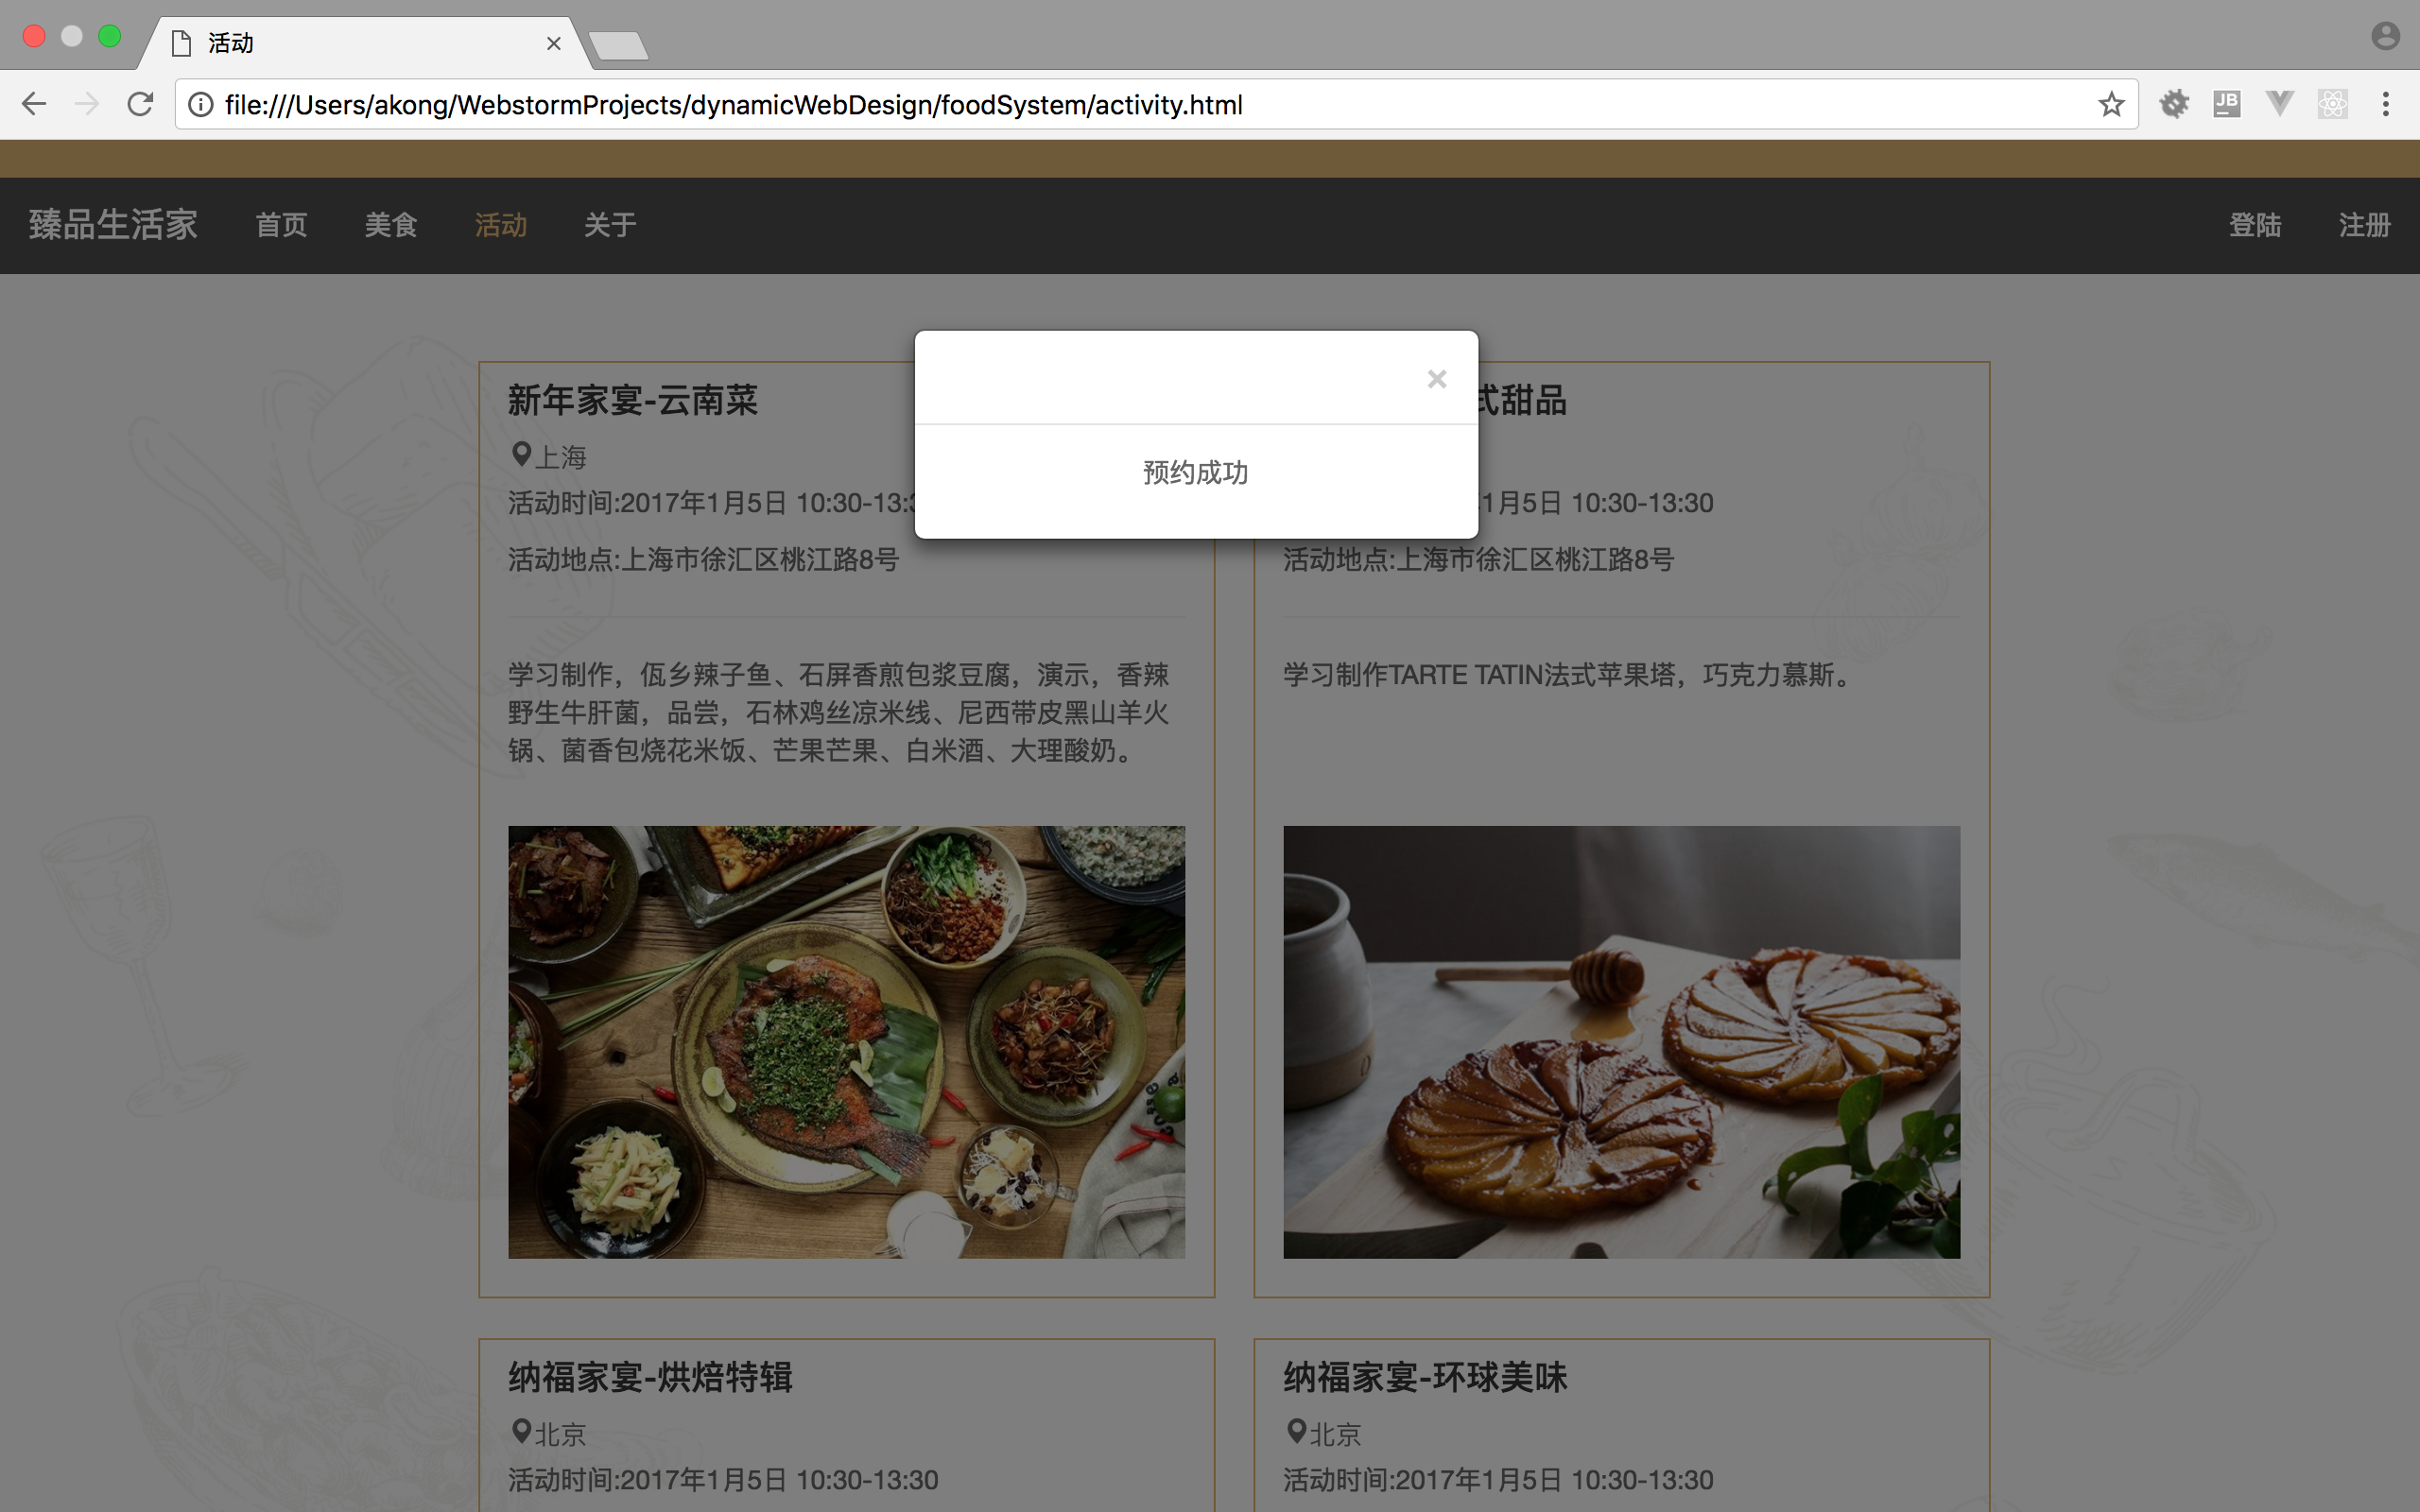 活动
file:///Users/akong/WebstormProjects/dynamicWebDesign/foodSystem/activity.html
JB
臻品生活家 首页 美食 活动 关于 登陆 注册
×
预约成功
新年家宴-云南菜
上海
活动时间:2017年1月5日 10:30-13:3
活动地点:上海市徐汇区桃江路8号
学习制作，佤乡辣子鱼、石屏香煎包浆豆腐，演示，香辣
野生牛肝菌，品尝，石林鸡丝凉米线、尼西带皮黑山羊火
锅、菌香包烧花米饭、芒果芒果、白米酒、大理酸奶。
式甜品
1月5日 10:30-13:30
活动地点:上海市徐汇区桃江路8号
学习制作TARTE TATIN法式苹果塔，巧克力慕斯。
纳福家宴-烘焙特辑
北京
活动时间:2017年1月5日 10:30-13:30
纳福家宴-环球美味
北京
活动时间:2017年1月5日 10:30-13:30